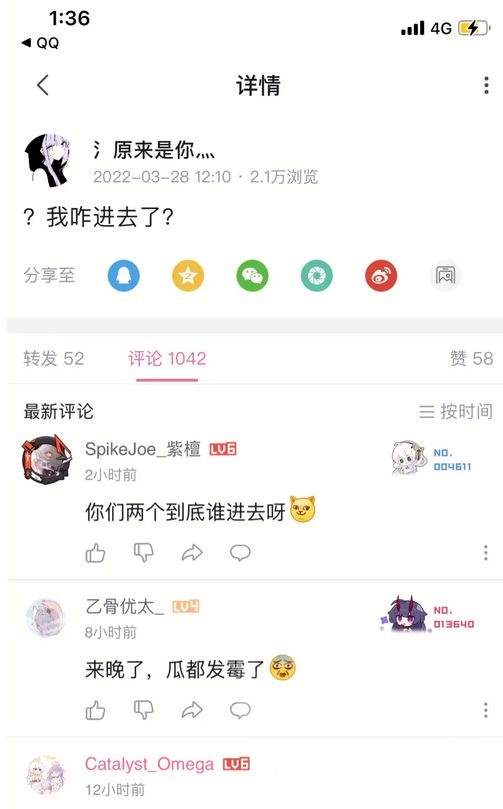 1:36
4G
QQ
详情
氵原来是你灬
2022-03-28 12:10 · 2.1万浏览
？我咋进去了？
分享至
转发 52 评论 1042 赞 58
最新评论 按时间
SpikeJoe_紫檀 LV6
NO.
004611
2小时前
你们两个到底谁进去呀
乙骨优太_ LV4
NO.
013640
8小时前
来晚了，瓜都发霉了
Catalyst_Omega LV6
12小时前